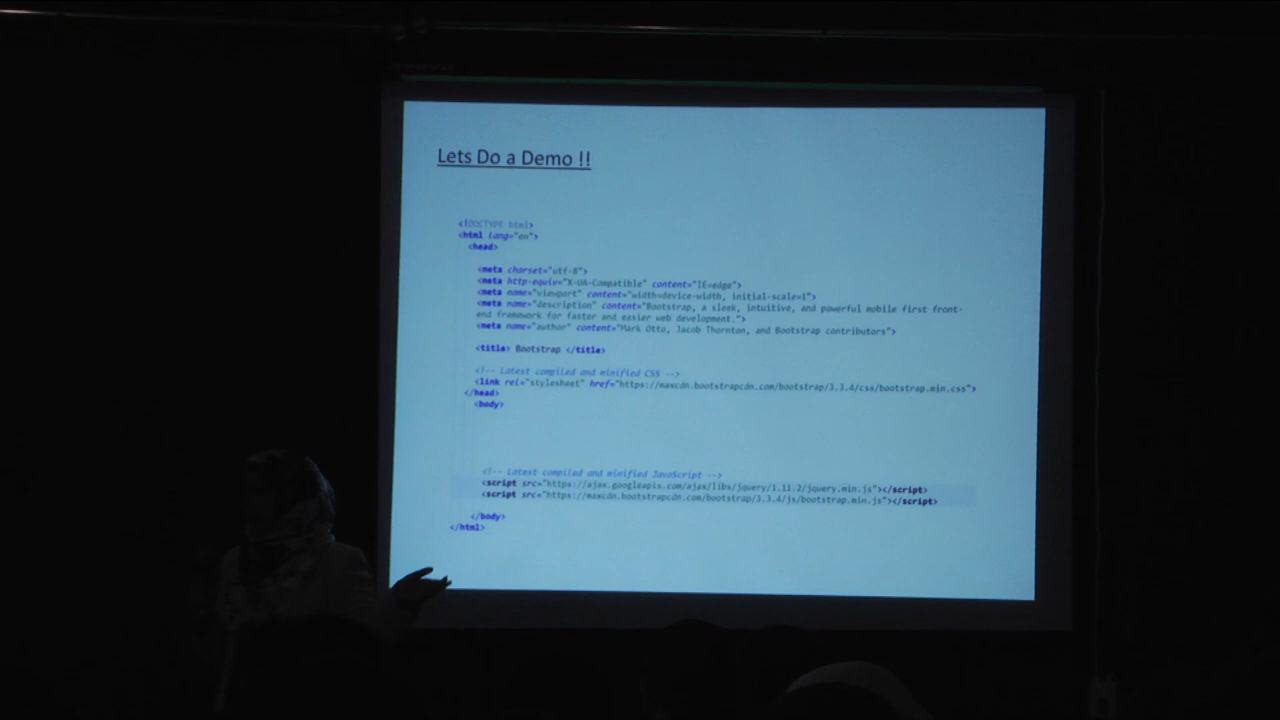 Lets Do a Demo !!
<!DOCTYPE html>
<html lang="en">
<head>
<meta charset="utf-8">
<meta http-equiv="X-UA-Compatible" content="IE=edge">
<meta name="viewport" content="width=device-width, initial-scale=1">
<meta name="description" content="Bootstrap, a sleek, intuitive, and powerful mobile first front-
end framework for faster and easier web development.">
<meta name="author" content="Mark Otto, Jacob Thornton, and Bootstrap contributors">
<title> Bootstrap </title>
<!-- Latest compiled and minified CSS -->
<link rel="stylesheet" href="https://maxcdn.bootstrapcdn.com/bootstrap/3.3.4/css/bootstrap.min.css">
</head>
<body>
<!-- Latest compiled and minified JavaScript -->
<script src="https://ajax.googleapis.com/ajax/libs/jquery/1.11.2/jquery.min.js"></script>
<script src="https://maxcdn.bootstrapcdn.com/bootstrap/3.3.4/js/bootstrap.min.js"></script>
</body>
</html>